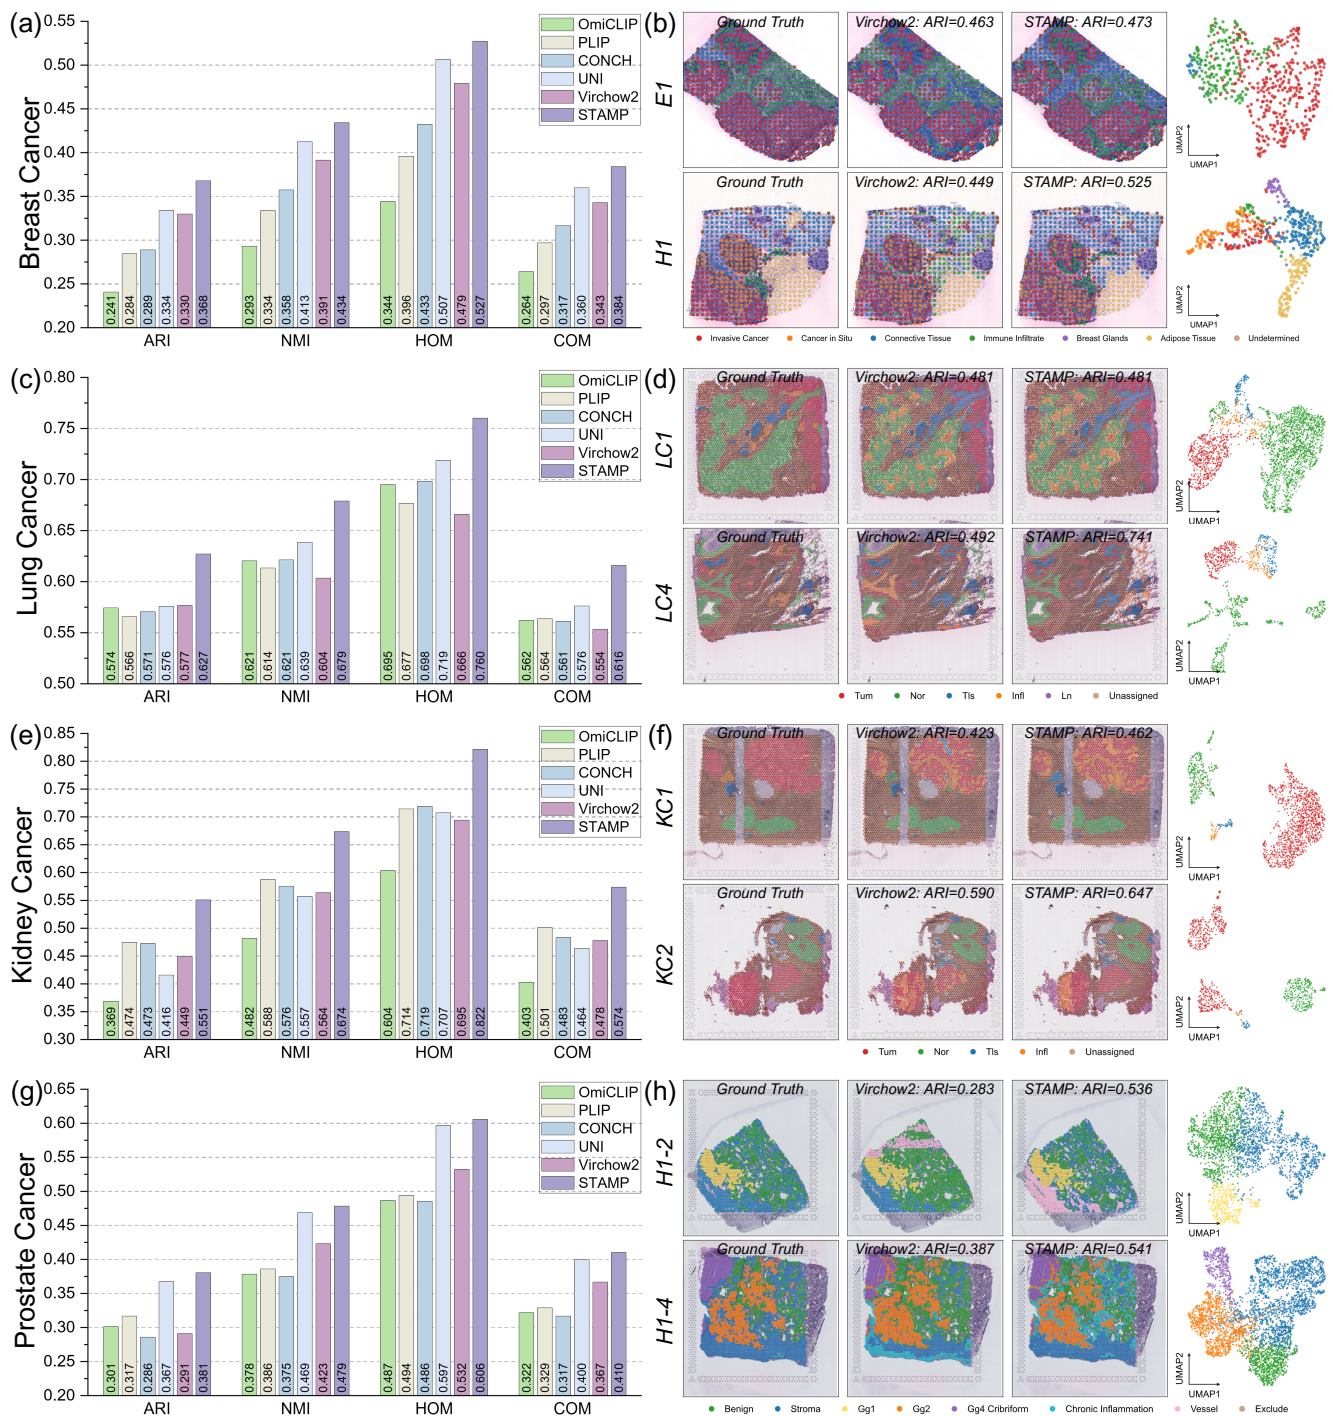 (a)
Breast Cancer
0.55
0.50
0.45
0.40
0.35
0.30
0.25
0.20
OmiCLIP
PLIP
CONCH
UNI
Virchow2
STAMP
0.241
0.284
0.289
0.334
0.330
0.368
0.293
0.334
0.358
0.413
0.391
0.434
0.344
0.396
0.433
0.507
0.479
0.527
0.264
0.297
0.317
0.360
0.343
0.384
ARI NMI HOM COM
(b)
E1
Ground Truth Virchow2: ARI=0.463 STAMP: ARI=0.473
UMAP2
UMAP1
H1
Ground Truth Virchow2: ARI=0.449 STAMP: ARI=0.525
UMAP2
UMAP1
Invasive Cancer Cancer in Situ Connective Tissue Immune Infiltrate Breast Glands Adipose Tissue Undetermined
(c)
Lung Cancer
0.80
0.75
0.70
0.65
0.60
0.55
0.50
OmiCLIP
PLIP
CONCH
UNI
Virchow2
STAMP
0.574
0.566
0.571
0.576
0.577
0.627
0.621
0.614
0.621
0.639
0.604
0.679
0.695
0.677
0.698
0.719
0.666
0.760
0.562
0.564
0.561
0.576
0.554
0.616
ARI NMI HOM COM
(d)
LC1
Ground Truth Virchow2: ARI=0.481 STAMP: ARI=0.481
UMAP2
UMAP1
LC4
Ground Truth Virchow2: ARI=0.492 STAMP: ARI=0.741
UMAP2
UMAP1
Tum Nor Tls Infl Ln Unassigned
(e)
Kidney Cancer
0.85
0.80
0.75
0.70
0.65
0.60
0.55
0.50
0.45
0.40
0.35
0.30
OmiCLIP
PLIP
CONCH
UNI
Virchow2
STAMP
0.369
0.474
0.473
0.416
0.449
0.551
0.482
0.588
0.576
0.557
0.564
0.674
0.604
0.714
0.719
0.707
0.695
0.822
0.403
0.501
0.483
0.464
0.478
0.574
ARI NMI HOM COM
(f)
KC1
Ground Truth Virchow2: ARI=0.423 STAMP: ARI=0.462
UMAP2
UMAP1
KC2
Ground Truth Virchow2: ARI=0.590 STAMP: ARI=0.647
UMAP2
UMAP1
Tum Nor Tls Infl Unassigned
(g)
Prostate Cancer
0.65
0.60
0.55
0.50
0.45
0.40
0.35
0.30
0.25
0.20
OmiCLIP
PLIP
CONCH
UNI
Virchow2
STAMP
0.301
0.317
0.286
0.367
0.291
0.381
0.378
0.386
0.375
0.469
0.423
0.479
0.487
0.494
0.486
0.597
0.532
0.606
0.322
0.329
0.317
0.400
0.367
0.410
ARI NMI HOM COM
(h)
H1-2
Ground Truth Virchow2: ARI=0.283 STAMP: ARI=0.536
UMAP2
UMAP1
H1-4
Ground Truth Virchow2: ARI=0.387 STAMP: ARI=0.541
UMAP2
UMAP1
Benign Stroma Gg1 Gg2 Gg4 Cribriform Chronic Inflammation Vessel Exclude